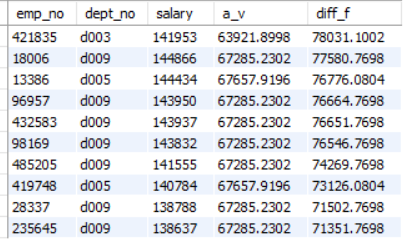 emp_no dept_no salary a_v diff_f
421835 d003 141953 63921.8998 78031.1002
18006 d009 144866 67285.2302 77580.7698
13386 d005 144434 67657.9196 76776.0804
96957 d009 143950 67285.2302 76664.7698
432583 d009 143937 67285.2302 76651.7698
98169 d009 143832 67285.2302 76546.7698
485205 d009 141555 67285.2302 74269.7698
419748 d005 140784 67657.9196 73126.0804
28337 d009 138788 67285.2302 71502.7698
235645 d009 138637 67285.2302 71351.7698